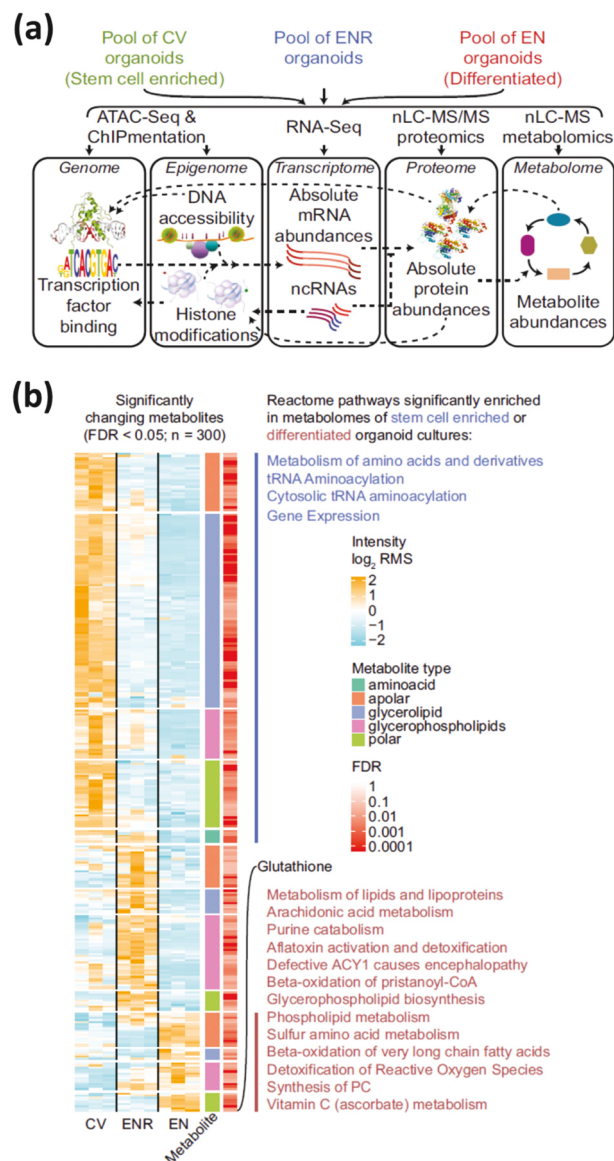 (a)
Pool of CV
organoids
(Stem cell enriched)
Pool of ENR
organoids
Pool of EN
organoids
(Differentiated)
ATAC-Seq &
ChIPmentation
RNA-Seq
nLC-MS/MS
proteomics
nLC-MS
metabolomics
Genome
Transcription
factor
binding
Epigenome
DNA
accessibility
Histone
modifications
Transcriptome
Absolute
mRNA
abundances
ncRNAs
Proteome
Absolute
protein
abundances
Metabolome
Metabolite
abundances
(b)
Significantly
changing metabolites
(FDR < 0.05; n = 300)
Reactome pathways significantly enriched
in metabolomes of stem cell enriched or
differentiated organoid cultures:
Metabolism of amino acids and derivatives
tRNA Aminoacylation
Cytosolic tRNA aminoacylation
Gene Expression
Intensity
log2 RMS
2
1
0
−1
−2
Metabolite type
aminoacid
apolar
glycerolipid
glycerophospholipids
polar
FDR
1
0.1
0.01
0.001
0.0001
Glutathione
Metabolism of lipids and lipoproteins
Arachidonic acid metabolism
Purine catabolism
Aflatoxin activation and detoxification
Defective ACY1 causes encephalopathy
Beta-oxidation of pristanoyl-CoA
Glycerophospholipid biosynthesis
Phospholipid metabolism
Sulfur amino acid metabolism
Beta-oxidation of very long chain fatty acids
Detoxification of Reactive Oxygen Species
Synthesis of PC
Vitamin C (ascorbate) metabolism
CV
ENR
EN
Metabolite